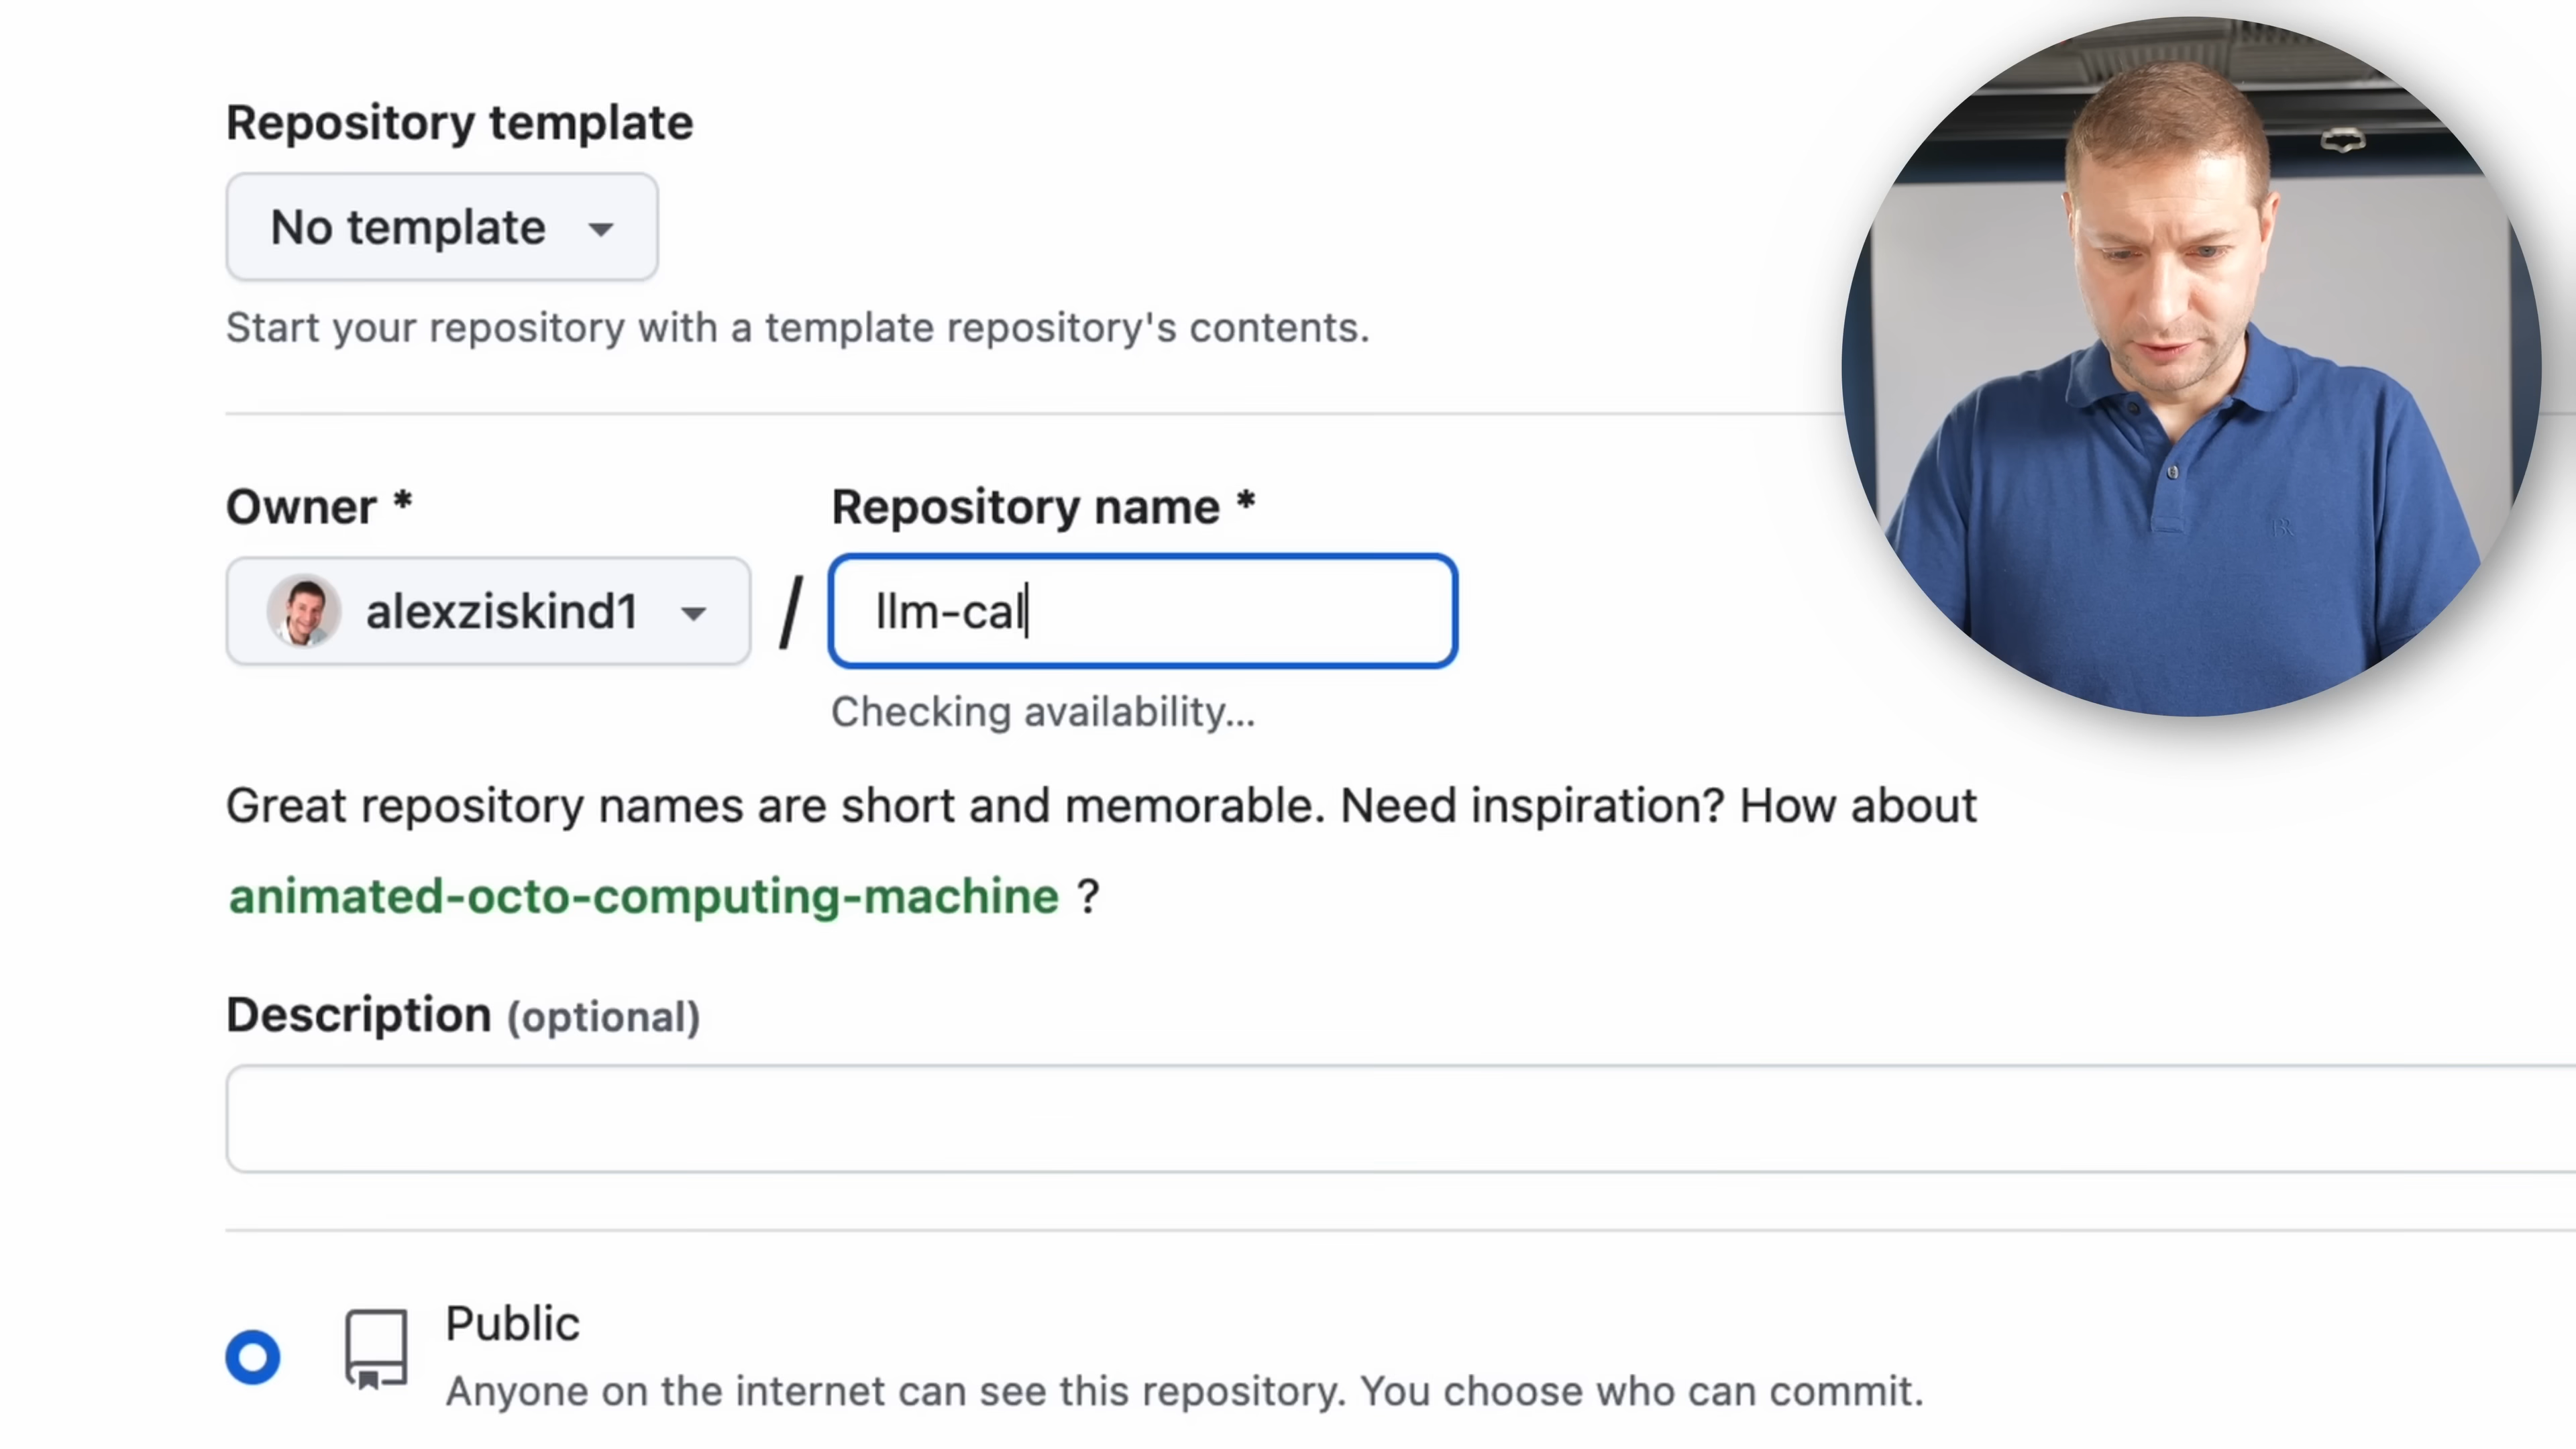 Repository template
No template
Start your repository with a template repository's contents.
Owner *
Repository name *
alexziskind1
/
llm-cal
Checking availability...
Great repository names are short and memorable. Need inspiration? How about
animated-octo-computing-machine ?
Description (optional)
Public
Anyone on the internet can see this repository. You choose who can commit.